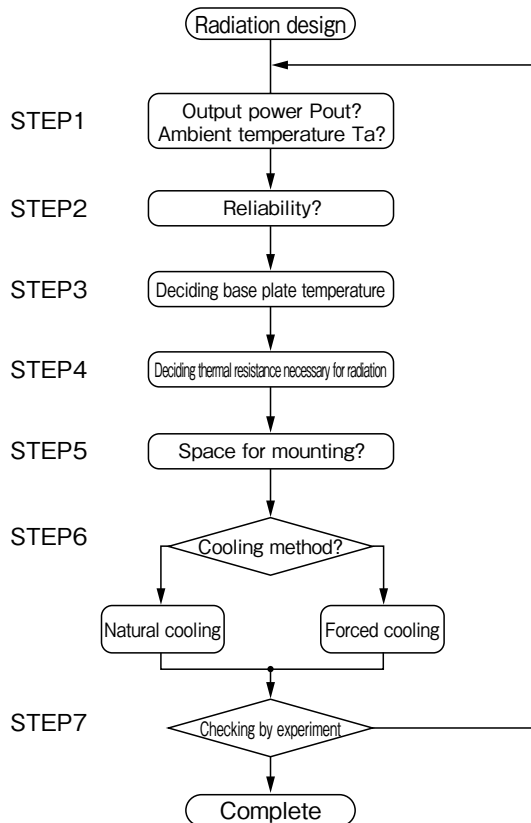 Radiation design
STEP1
Output power Pout?
Ambient temperature Ta?
STEP2
Reliability?
STEP3
Deciding base plate temperature
STEP4
Deciding thermal resistance necessary for radiation
STEP5
Space for mounting?
STEP6
Cooling method?
Natural cooling
Forced cooling
STEP7
Checking by experiment
Complete